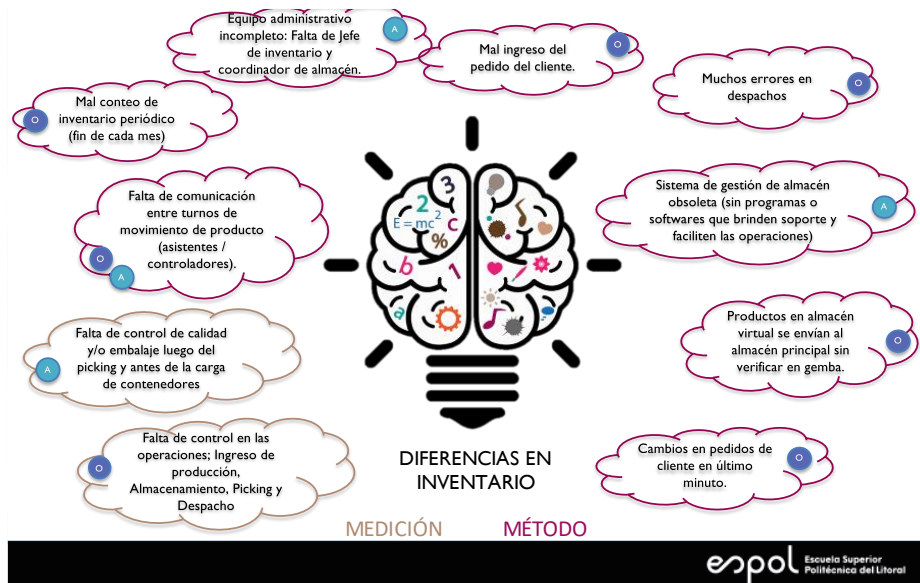 Equipo administrativo
incompleto: Falta de Jefe
de inventario y
coordinador de almacén.
A
Mal ingreso del
pedido del cliente.
O
Muchos errores en
despachos
O
Mal conteo de
inventario periódico
(fin de cada mes)
O
Falta de comunicación
entre turnos de
movimiento de producto
(asistentes /
controladores).
O
A
Sistema de gestión de almacén
obsoleta (sin programas o
softwares que brinden soporte y
faciliten las operaciones)
A
3
2
E = mc2
c
%
b
1
a
Falta de control de calidad
y/o embalaje luego del
picking y antes de la carga
de contenedores
A
Productos en almacén
virtual se envían al
almacén principal sin
verificar en gemba.
O
Falta de control en las
operaciones; Ingreso de
producción,
Almacenamiento, Picking y
Despacho
O
DIFERENCIAS EN
INVENTARIO
Cambios en pedidos de
cliente en último
minuto.
O
MEDICIÓN
MÉTODO
espol
Escuela Superior
Politécnica del Litoral